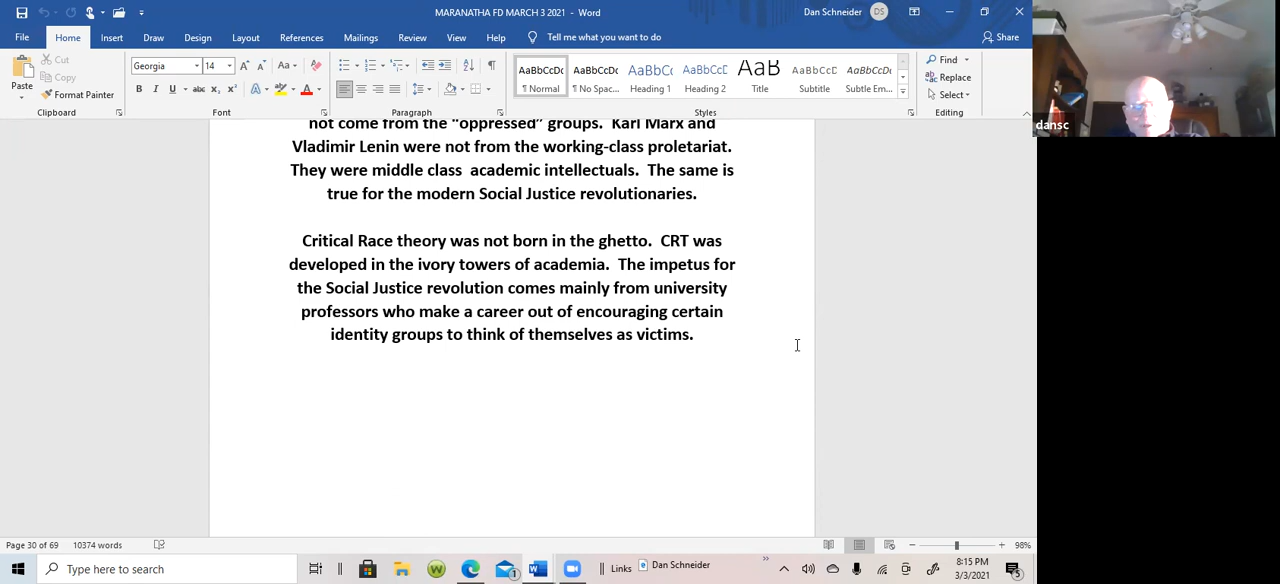 MARANATHA FD MARCH 3 2021 - Word
Dan Schneider
DS
File
Home
Insert
Draw
Design
Layout
References
Mailings
Review
View
Help
Tell me what you want to do
Share
Paste
Cut
Copy
Format Painter
Clipboard
Georgia
14
Aa
B
I
U
abc
x₂
x²
A
A
Font
Paragraph
AaBbCcDc
¶ Normal
AaBbCcDc
¶ No Spac...
AaBbCc
Heading 1
AaBbCcD
Heading 2
AaB
Title
AaBbCcD
Subtitle
AaBbCcDc
Subtle Em...
Styles
Find
Replace
Select
Editing
dansc
not come from the “oppressed” groups.  Karl Marx and
Vladimir Lenin were not from the working-class proletariat.
They were middle class  academic intellectuals.  The same is
true for the modern Social Justice revolutionaries.
Critical Race theory was not born in the ghetto.  CRT was
developed in the ivory towers of academia.  The impetus for
the Social Justice revolution comes mainly from university
professors who make a career out of encouraging certain
identity groups to think of themselves as victims.
Page 30 of 69
10374 words
98%
Type here to search
Links
Dan Schneider
8:15 PM
3/3/2021